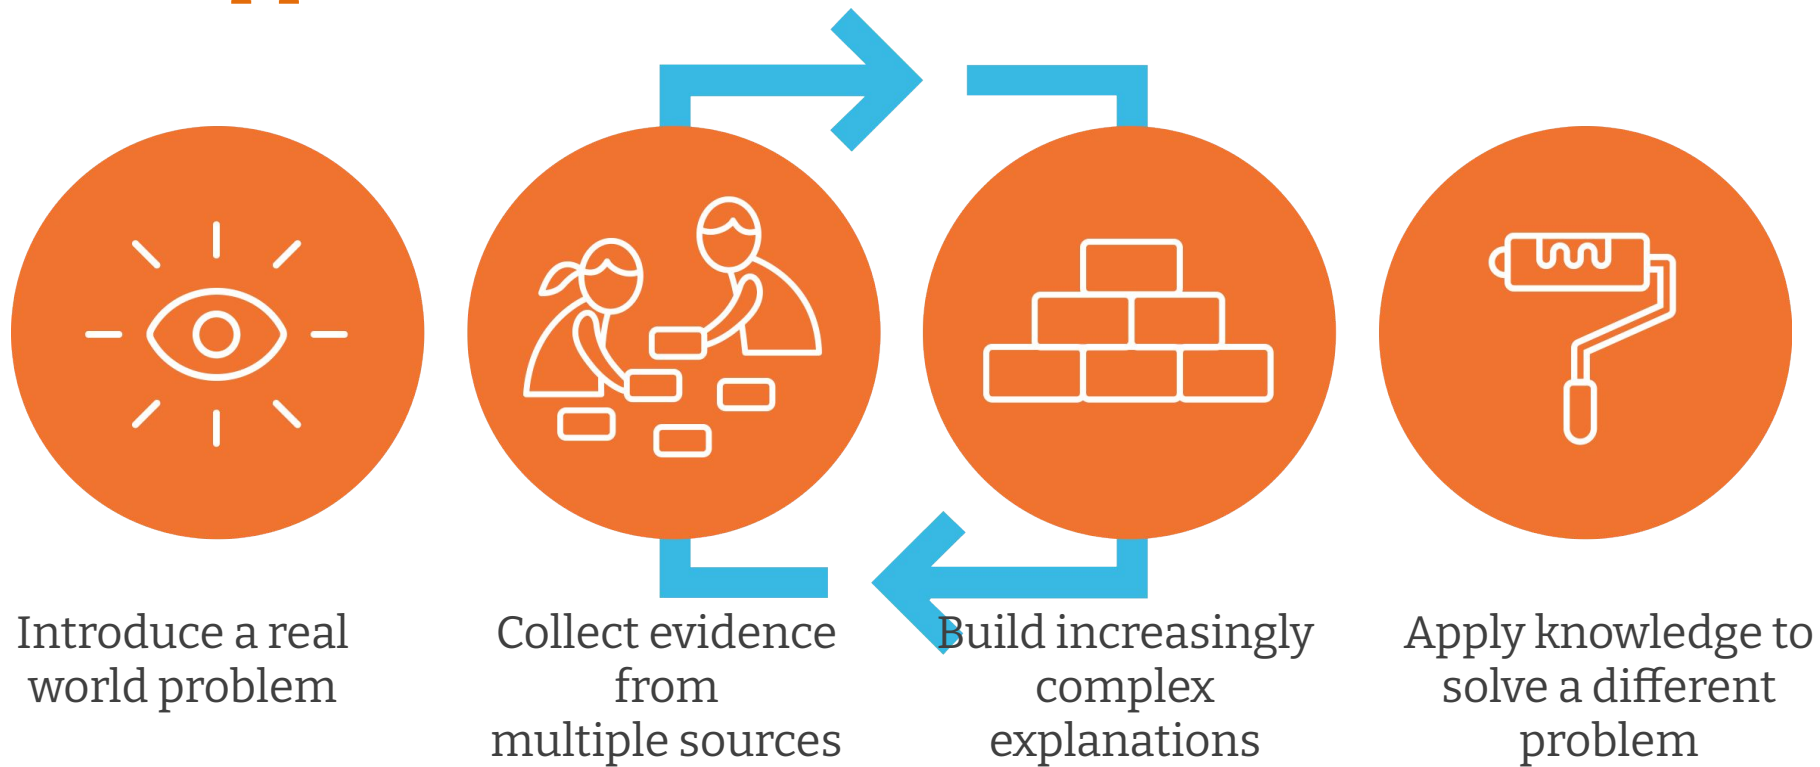 Introduce a real
world problem
Collect evidence
from
multiple sources
Build increasingly
complex
explanations
Apply knowledge to
solve a different
problem